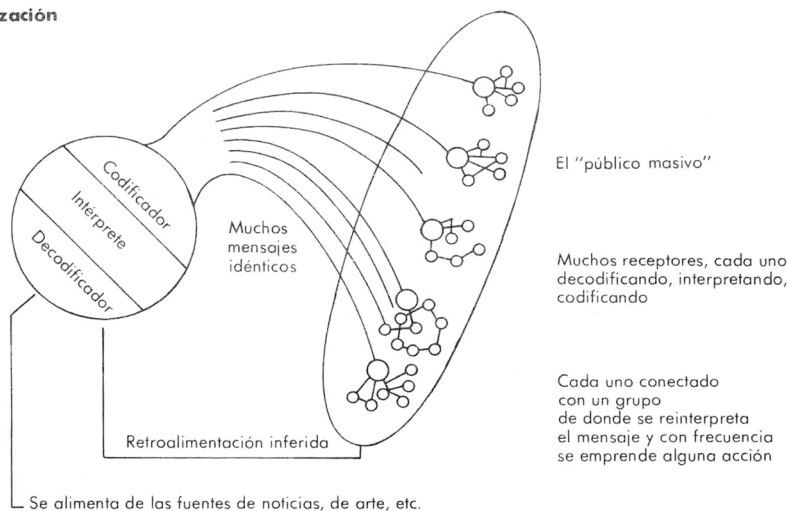 zación
Codificador
Intérprete
Decodificador
Muchos
mensajes
idénticos
El "público masivo"
Muchos receptores, cada uno
decodificando, interpretando,
codificando
Cada uno conectado
con un grupo
de donde se reinterpreta
el mensaje y con frecuencia
se emprende alguna acción
Retroalimentación inferida
Se alimenta de las fuentes de noticias, de arte, etc.